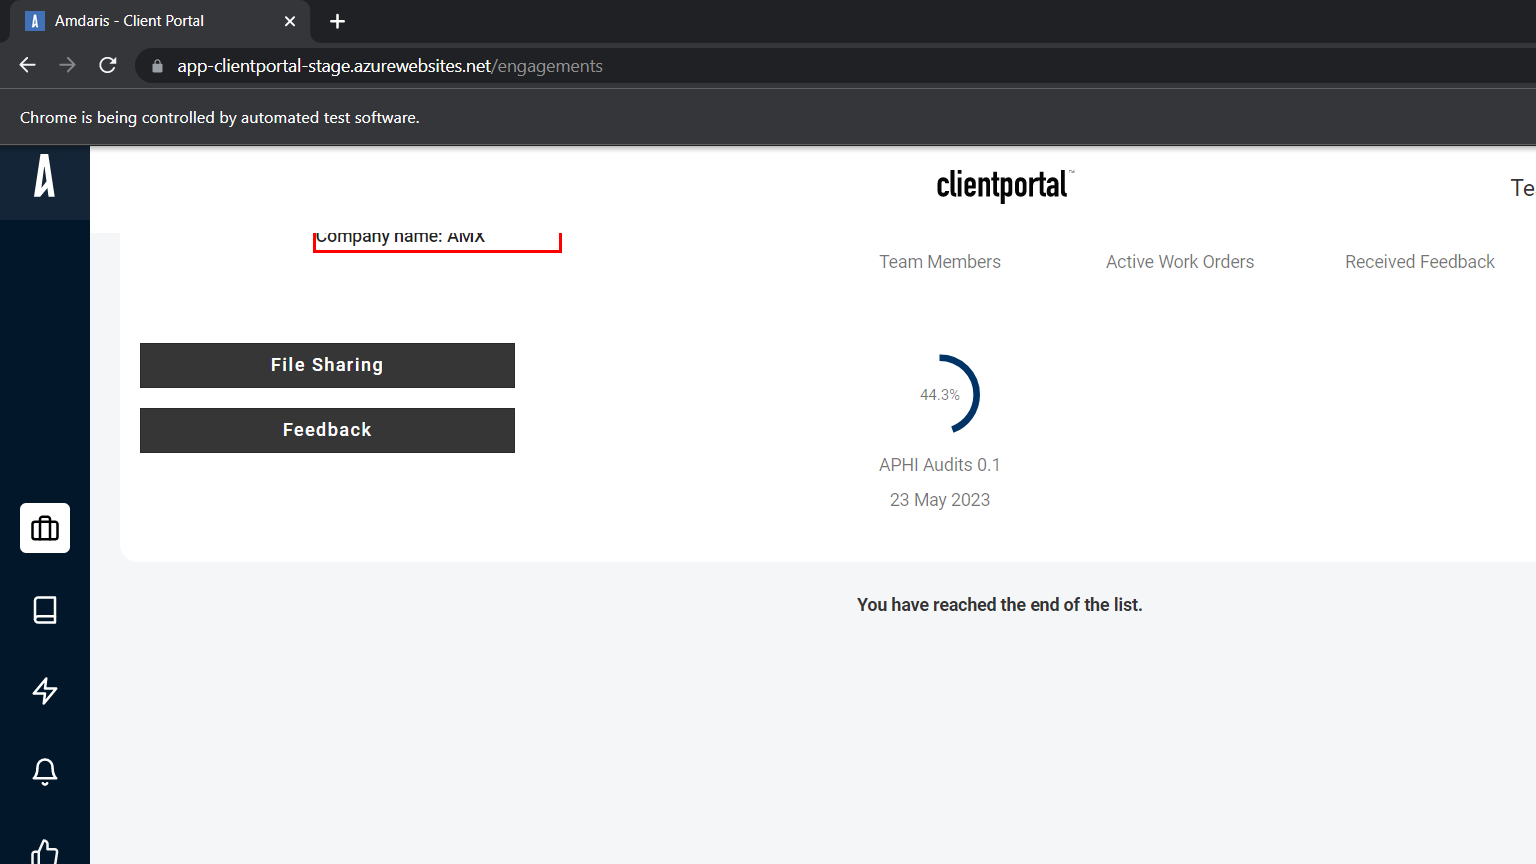 Amdaris - Client Portal
app-clientportal-stage.azurewebsites.net/engagements
Chrome is being controlled by automated test software.
clientportal™
Te
Company name: AMX
Team Members
Active Work Orders
Received Feedback
File Sharing
44.3%
Feedback
APHI Audits 0.1
23 May 2023
You have reached the end of the list.